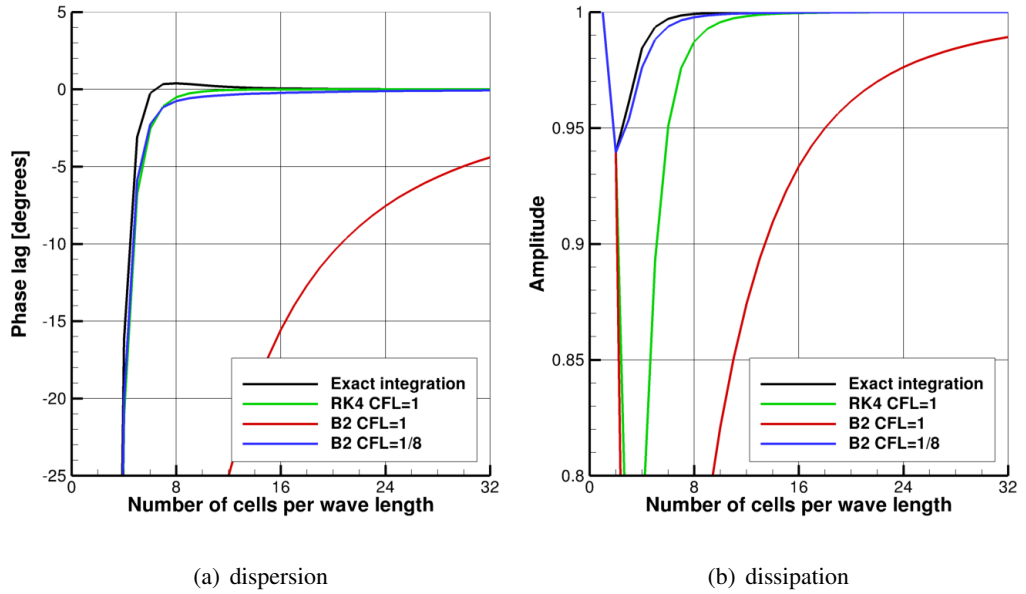 5
0
-5
-10
-15
-20
-25
Phase lag [degrees]
0
8
16
24
32
Number of cells per wave length
Exact integration
RK4 CFL=1
B2 CFL=1
B2 CFL=1/8
(a) dispersion
1
0.95
0.9
0.85
0.8
Amplitude
0
8
16
24
32
Number of cells per wave length
Exact integration
RK4 CFL=1
B2 CFL=1
B2 CFL=1/8
(b) dissipation